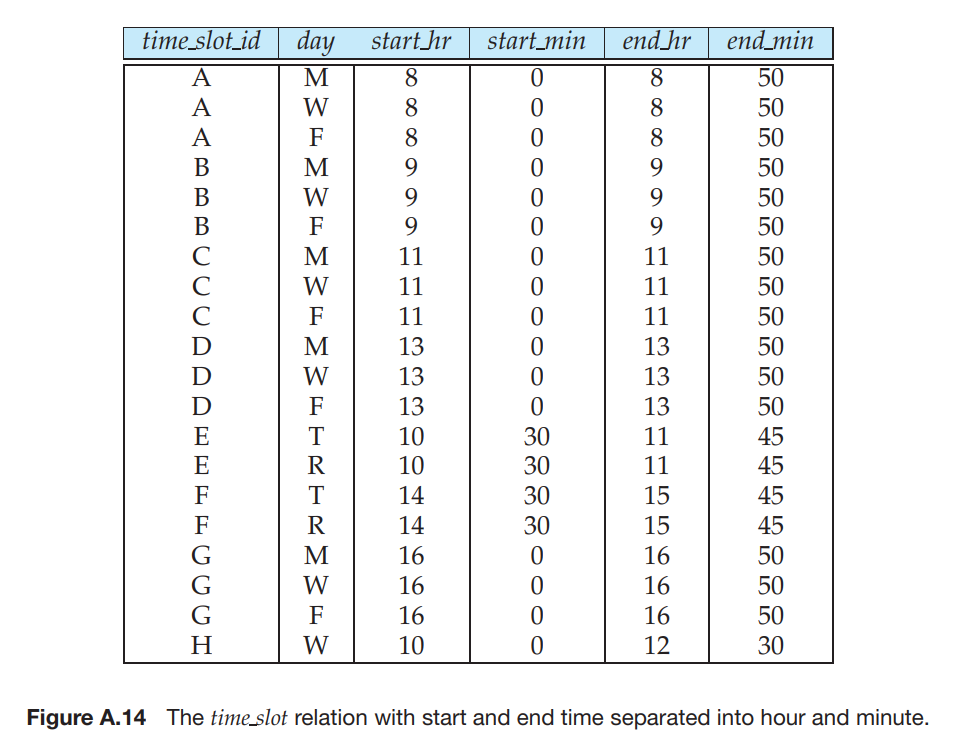 time_slot_id day start_hr start_min end_hr end_min
A M 8 0 8 50
A W 8 0 8 50
A F 8 0 8 50
B M 9 0 9 50
B W 9 0 9 50
B F 9 0 9 50
C M 11 0 11 50
C W 11 0 11 50
C F 11 0 11 50
D M 13 0 13 50
D W 13 0 13 50
D F 13 0 13 50
E T 10 30 11 45
E R 10 30 11 45
F T 14 30 15 45
F R 14 30 15 45
G M 16 0 16 50
G W 16 0 16 50
G F 16 0 16 50
H W 10 0 12 30
Figure A.14 The time_slot relation with start and end time separated into hour and minute.